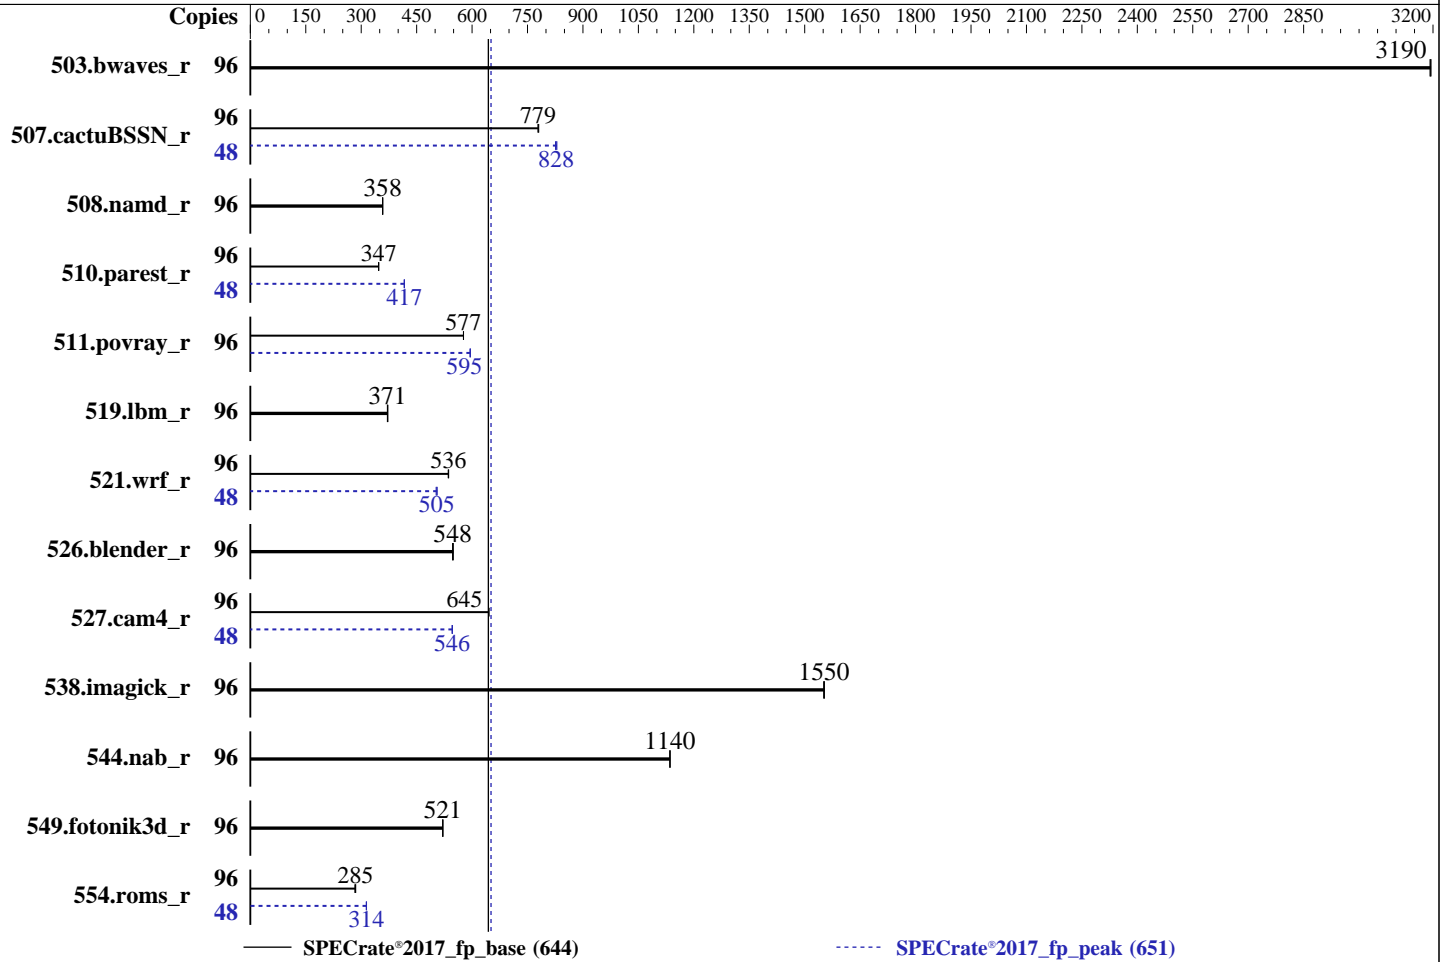 Copies 0 150 300 450 600 750 900 1050 1200 1350 1500 1650 1800 1950 2100 2250 2400 2550 2700 2850 3200
503.bwaves_r 96 3190
507.cactuBSSN_r 96 779
48 828
508.namd_r 96 358
510.parest_r 96 347
48 417
511.povray_r 96 577
595
519.lbm_r 96 371
521.wrf_r 96 536
48 505
526.blender_r 96 548
527.cam4_r 96 645
48 546
538.imagick_r 96 1550
544.nab_r 96 1140
549.fotonik3d_r 96 521
554.roms_r 96 285
48 314
SPECrate®2017_fp_base (644) SPECrate®2017_fp_peak (651)